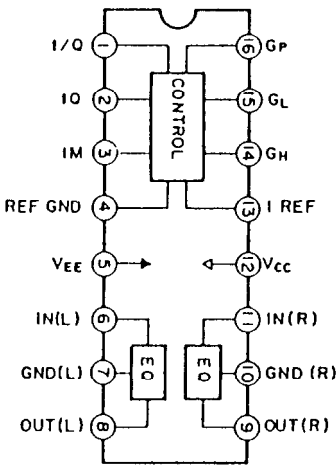 I/Q 1 16 GP
IQ 2 15 GL
IM 3 14 GH
CONTROL
REF GND 4 13 I REF
VEE 5 12 VCC
IN(L) 6 11 IN(R)
GND(L) 7 EQ EQ 10 GND(R)
OUT(L) 8 9 OUT(R)